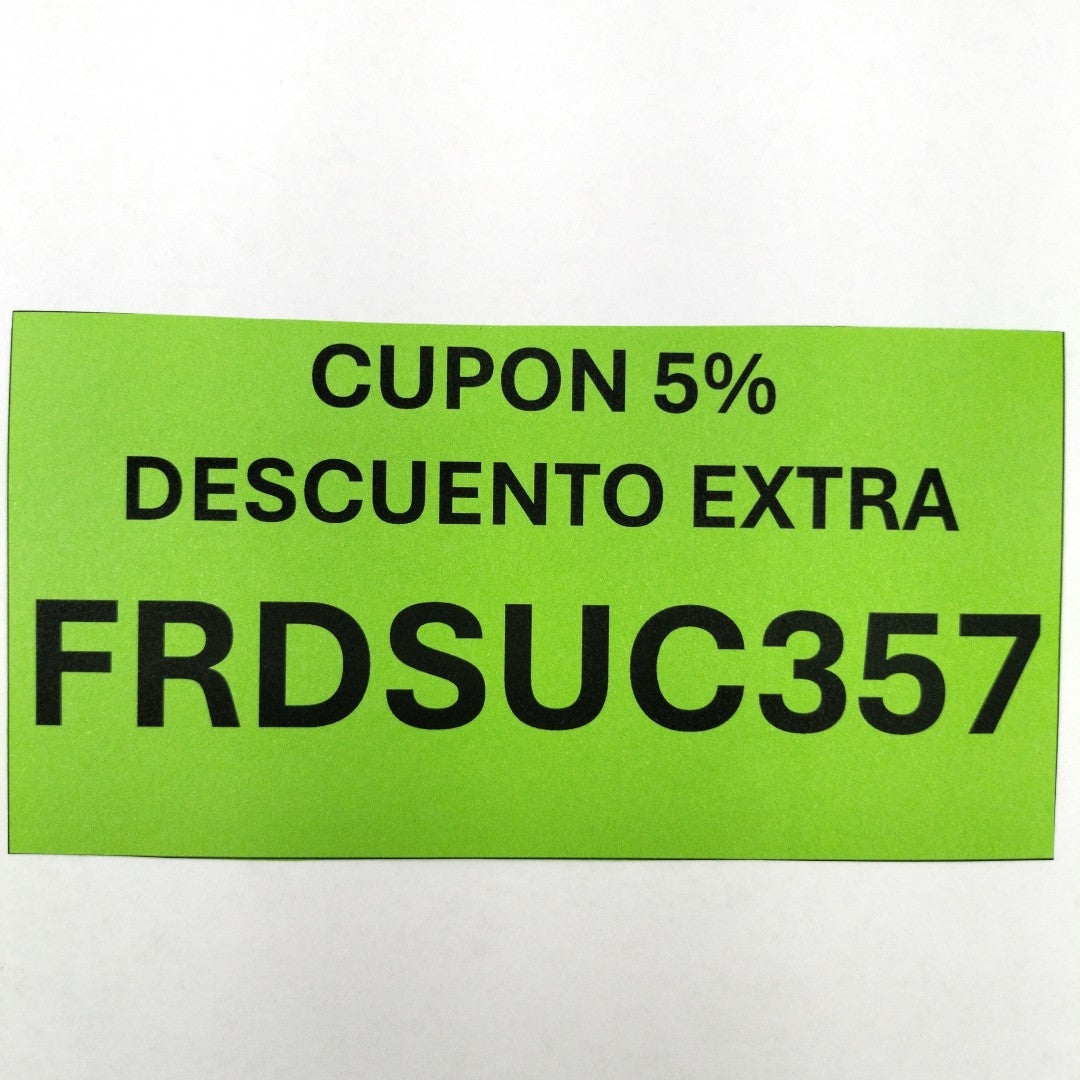 CUPON 5%
DESCUENTO EXTRA
FRDSUC357